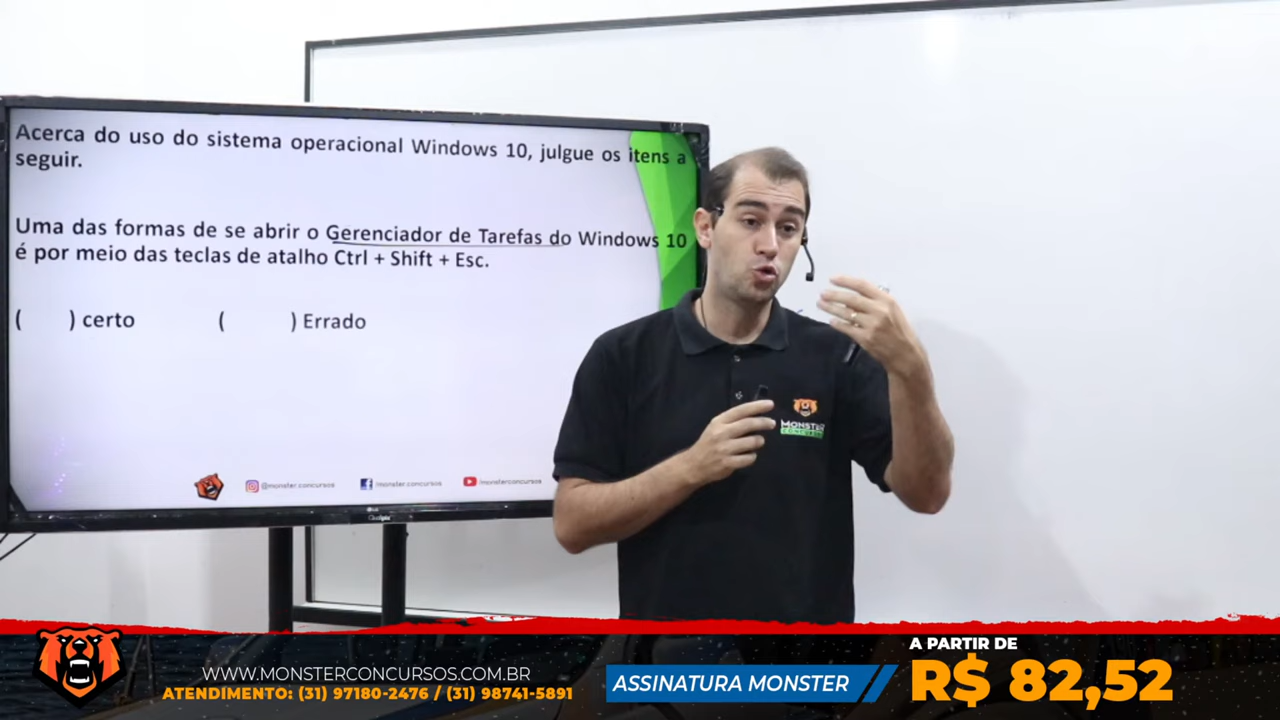 Acerca do uso do sistema operacional Windows 10, julgue os itens a
seguir.
Uma das formas de se abrir o Gerenciador de Tarefas do Windows 10
é por meio das teclas de atalho Ctrl + Shift + Esc.
( ) certo ( ) Errado
@monster.concursos /monster.concursos /monsterconcursos
MONSTER
WWW.MONSTERCONCURSOS.COM.BR
ATENDIMENTO: (31) 97180-2476 / (31) 98741-5891
ASSINATURA MONSTER
A PARTIR DE
R$ 82,52